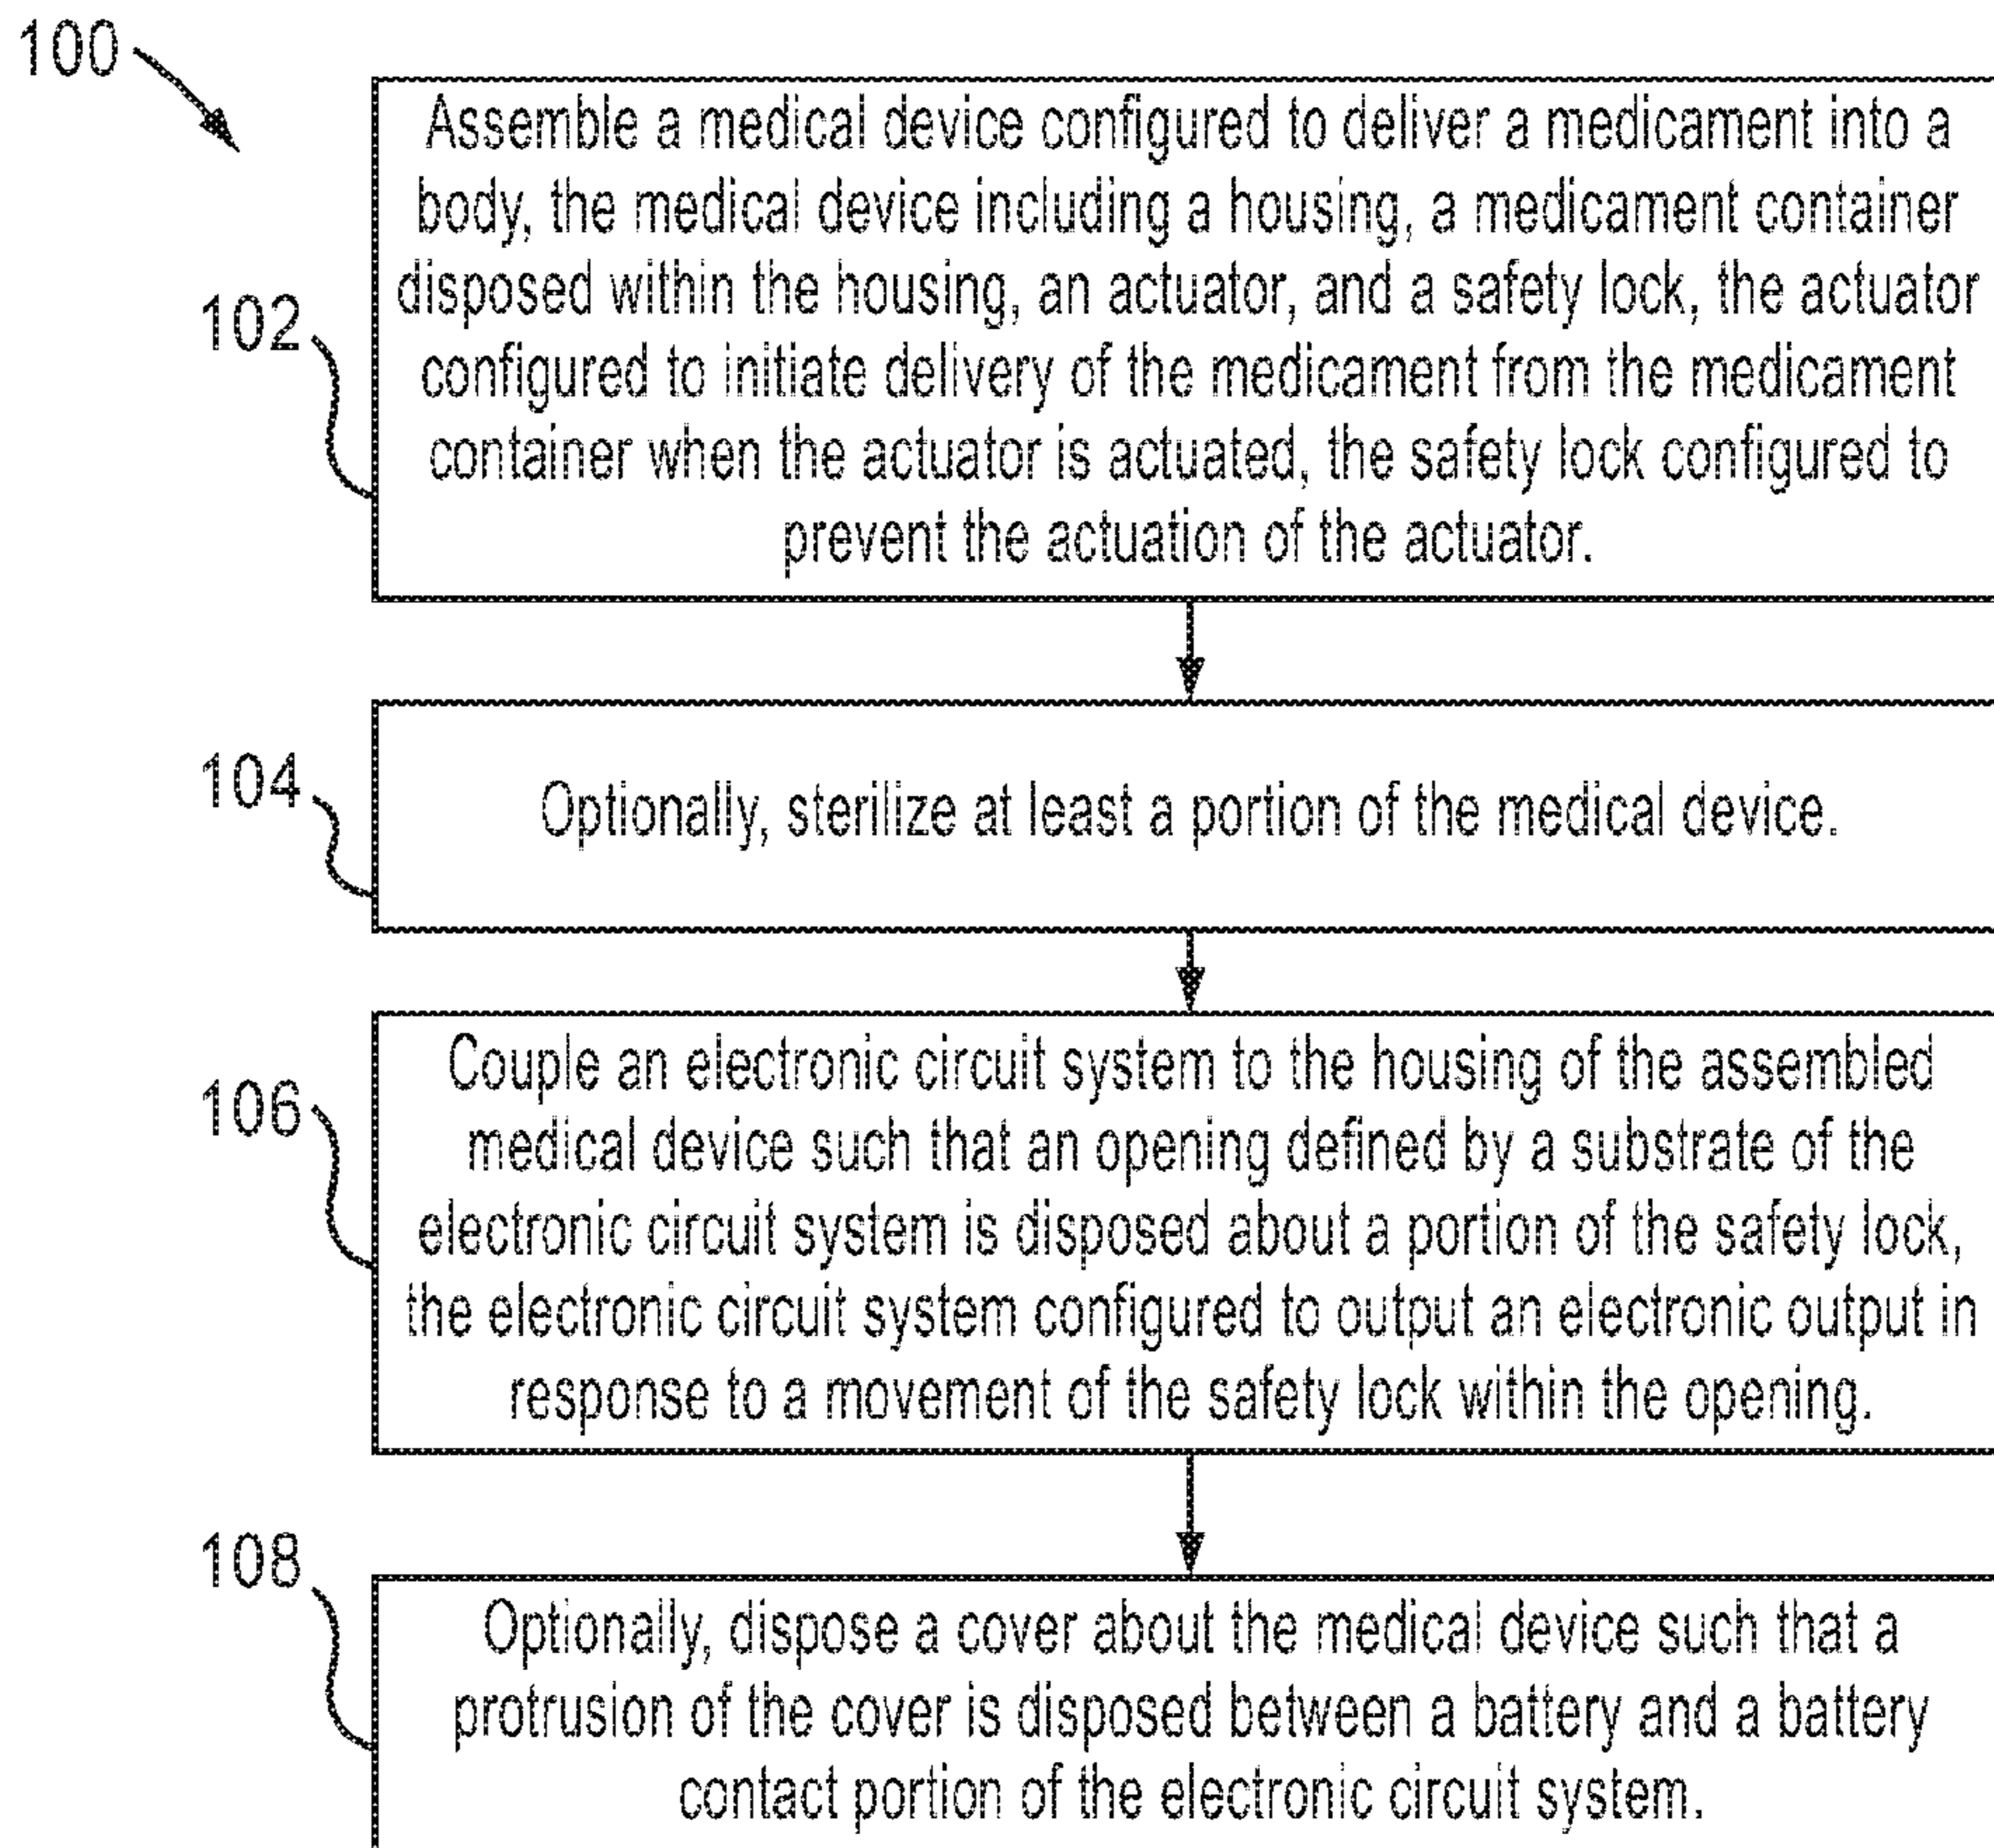 100
Assemble a medical device configured to deliver a medicament into a
body, the medical device including a housing, a medicament container
disposed within the housing, an actuator, and a safety lock, the actuator
102
configured to initiate delivery of the medicament from the medicament
container when the actuator is actuated, the safety lock configured to
prevent the actuation of the actuator.
104
Optionally, sterilize at least a portion of the medical device.
106
Couple an electronic circuit system to the housing of the assembled
medical device such that an opening defined by a substrate of the
electronic circuit system is disposed about a portion of the safety lock,
the electronic circuit system configured to output an electronic output in
response to a movement of the safety lock within the opening.
108
Optionally, dispose a cover about the medical device such that a
protrusion of the cover is disposed between a battery and a battery
contact portion of the electronic circuit system.